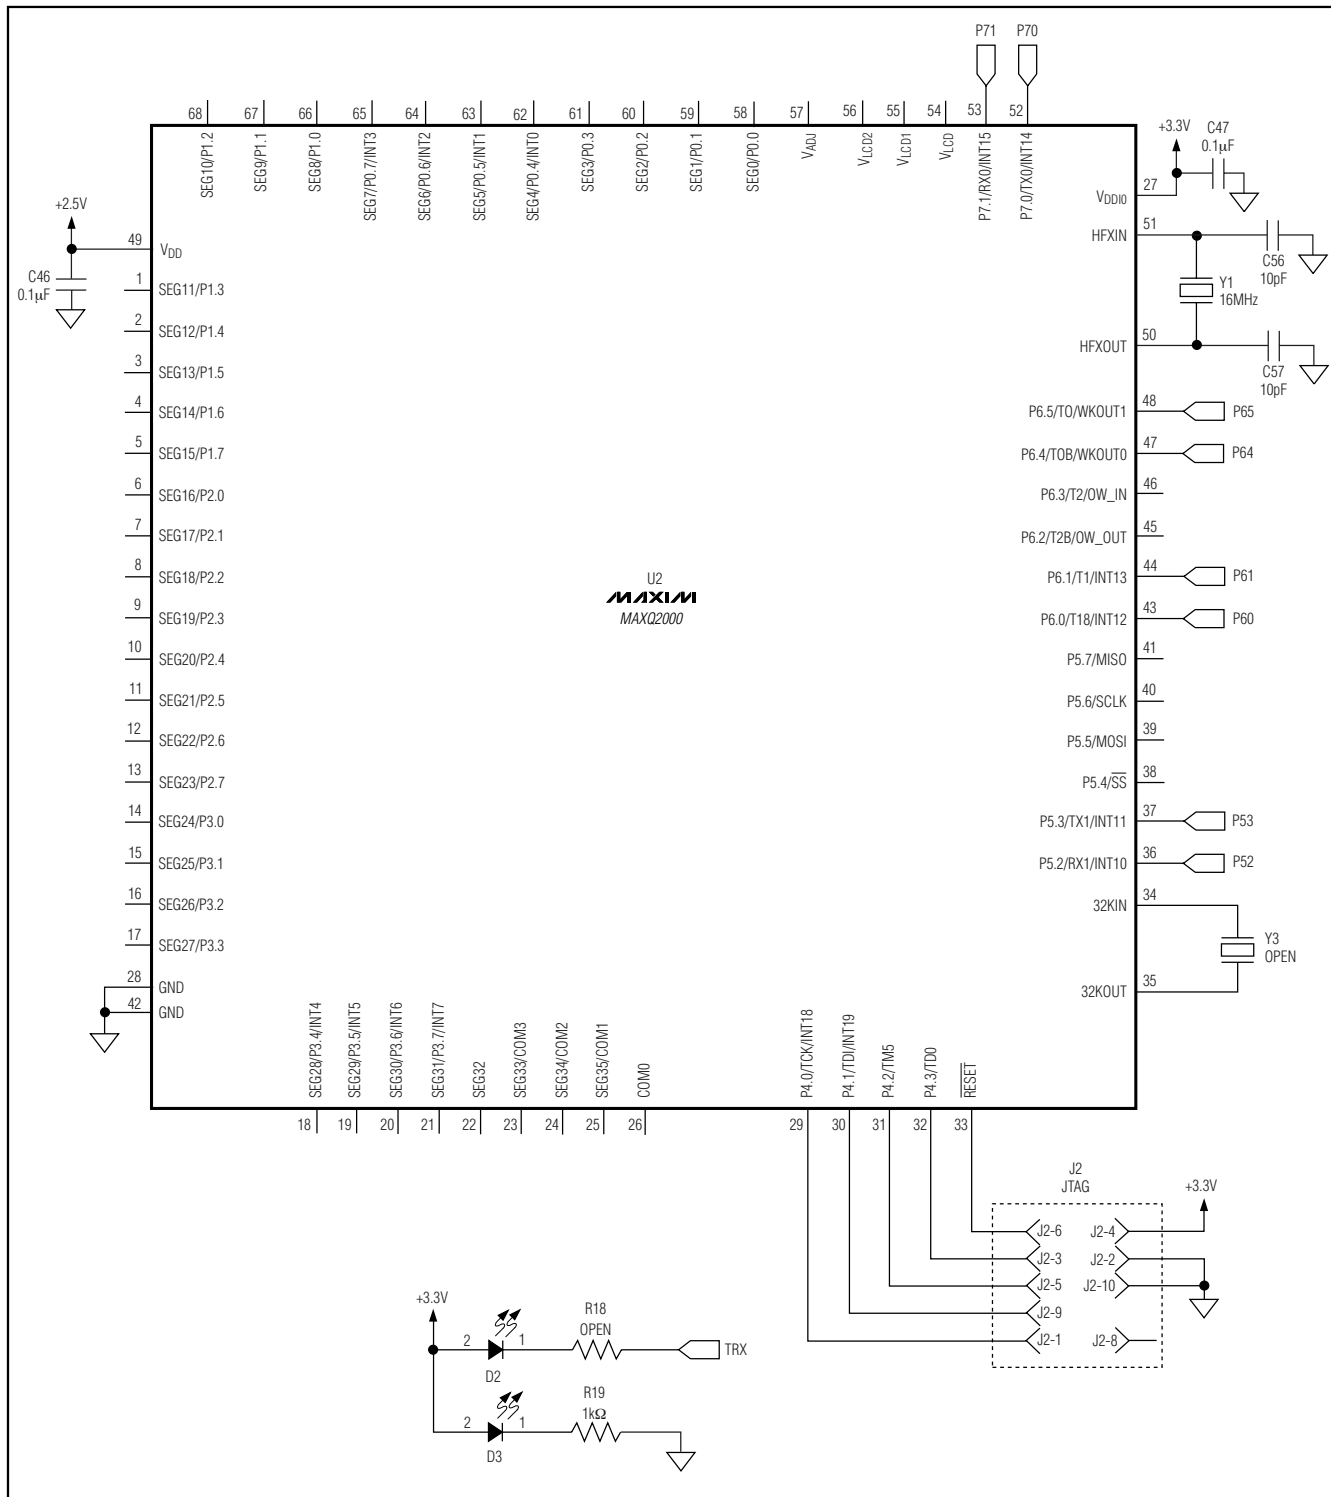 P71
P70
68
67
66
65
64
63
62
61
60
59
58
57
56
55
54
53
52
SEG10/P1.2
SEG9/P1.1
SEG8/P1.0
SEG7/P0.7/INT3
SEG6/P0.6/INT2
SEG5/P0.5/INT1
SEG4/P0.4/INT0
SEG3/P0.3
SEG2/P0.2
SEG1/P0.1
SEG0/P0.0
VADJ
VLCD2
VLCD1
VLCD
P7.1/RX0/INT15
P7.0/TX0/INT14
+3.3V
C47
0.1µF
27
VDDIO
+2.5V
49
VDD
C46
0.1µF
51
HFXIN
C56
10pF
Y1
16MHz
50
HFXOUT
C57
10pF
1
SEG11/P1.3
2
SEG12/P1.4
3
SEG13/P1.5
4
SEG14/P1.6
5
SEG15/P1.7
6
SEG16/P2.0
7
SEG17/P2.1
8
SEG18/P2.2
9
SEG19/P2.3
10
SEG20/P2.4
11
SEG21/P2.5
12
SEG22/P2.6
13
SEG23/P2.7
14
SEG24/P3.0
15
SEG25/P3.1
16
SEG26/P3.2
17
SEG27/P3.3
28
GND
42
GND
U2
MAXIM
MAXQ2000
P6.5/TO/WKOUT1
48
P65
P6.4/TOB/WKOUT0
47
P64
P6.3/T2/OW_IN
46
P6.2/T2B/OW_OUT
45
P6.1/T1/INT13
44
P61
P6.0/T18/INT12
43
P60
P5.7/MISO
41
P5.6/SCLK
40
P5.5/MOSI
39
P5.4/S̅S̅
38
P5.3/TX1/INT11
37
P53
P5.2/RX1/INT10
36
P52
32KIN
34
Y3
OPEN
32KOUT
35
SEG28/P3.4/INT4
SEG29/P3.5/INT5
SEG30/P3.6/INT6
SEG31/P3.7/INT7
SEG32
SEG33/COM3
SEG34/COM2
SEG35/COM1
COM0
P4.0/TCK/INT18
P4.1/TDI/INT19
P4.2/TM5
P4.3/TD0
R̅E̅S̅E̅T̅
18
19
20
21
22
23
24
25
26
29
30
31
32
33
J2
JTAG
+3.3V
J2-6
J2-4
J2-3
J2-2
J2-5
J2-10
J2-9
J2-1
J2-8
+3.3V
R18
OPEN
2
1
TRX
D2
R19
1kΩ
2
1
D3